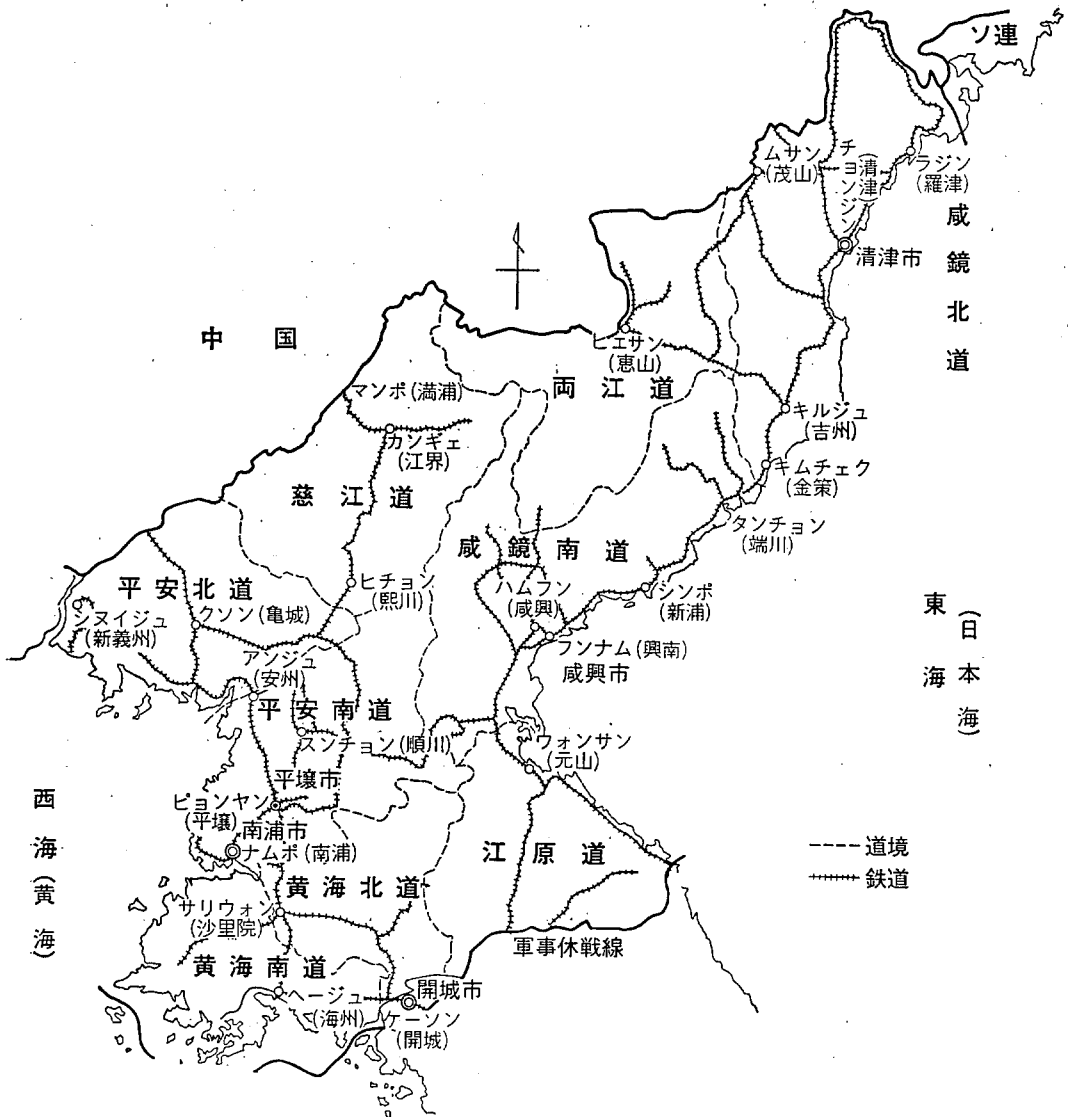 ソ連
ムサン
(茂山)
チョンジン
(清津)
ラジン
(羅津)
清津市
咸鏡北道
中国
ヒエサン
(恵山)
両江道
マンポ(満浦)
カンギェ
(江界)
キルジュ
(吉州)
キムチェク
(金策)
慈江道
タンチョン
(端川)
咸鏡南道
平安北道
ヒチョン
(熙川)
ハムフン
(咸興)
シンポ
(新浦)
シヌイジュ
(新義州)
クソン(亀城)
フンナム(興南)
咸興市
東海
(日本海)
アンジュ
(安州)
平安南道
スンチョン(順川)
ウォンサン
(元山)
平壌市
ピョンヤン
(平壌)
南浦市
ナムポ(南浦)
西海(黄海)
江原道
道境
鉄道
黄海北道
サリウォン
(沙里院)
軍事休戦線
黄海南道
ヘージュ
(海州)
開城市
ケーソン
(開城)